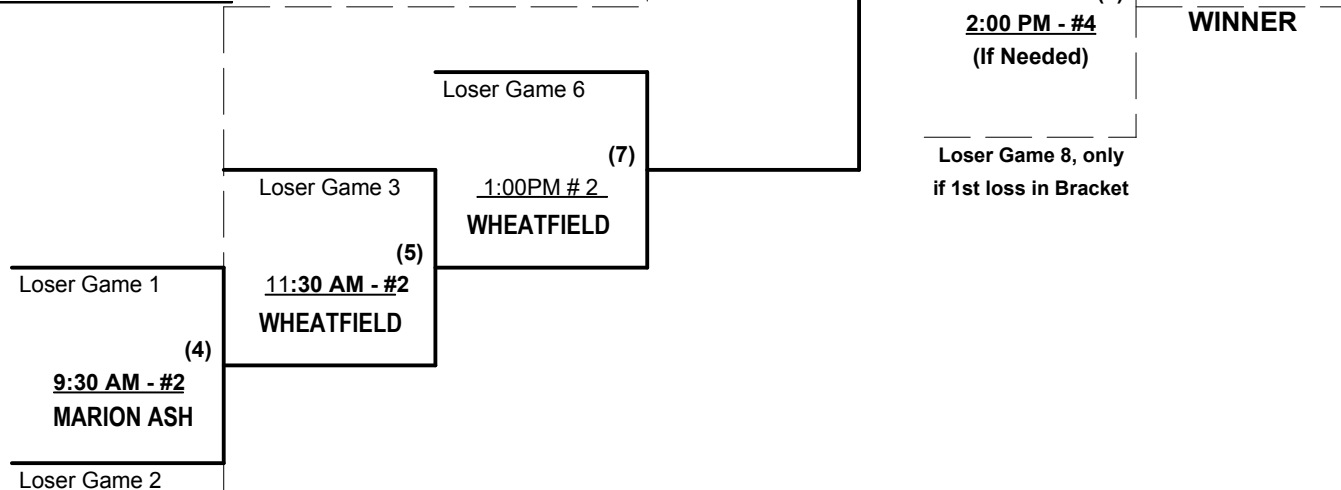 2:00 PM - #4
WINNER
(If Needed)
Loser Game 6
(7)
Loser Game 8, only
if 1st loss in Bracket
Loser Game 3
1:00PM # 2
WHEATFIELD
(5)
Loser Game 1
11:30 AM - #2
WHEATFIELD
(4)
9:30 AM - #2
MARION ASH
Loser Game 2